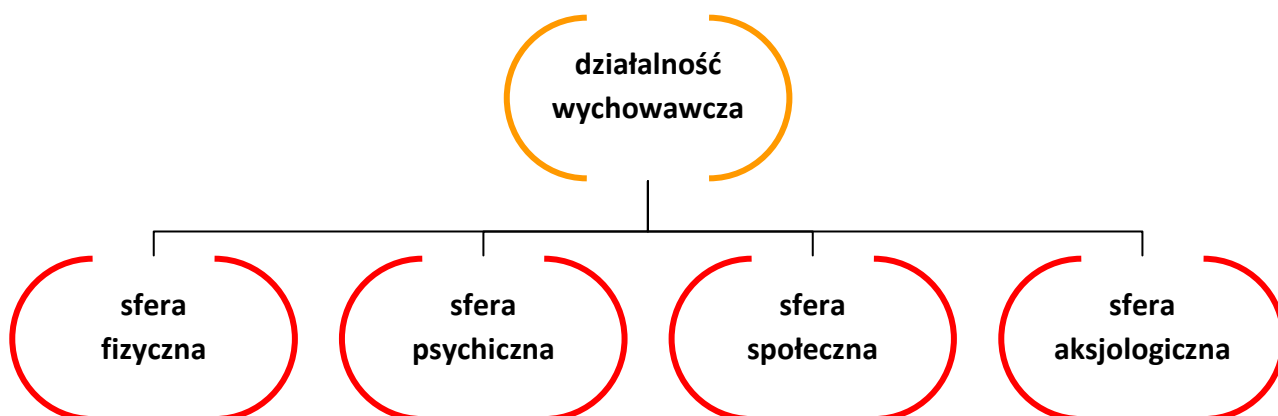 działalność
wychowawcza
sfera
fizyczna
sfera
psychiczna
sfera
społeczna
sfera
aksjologiczna